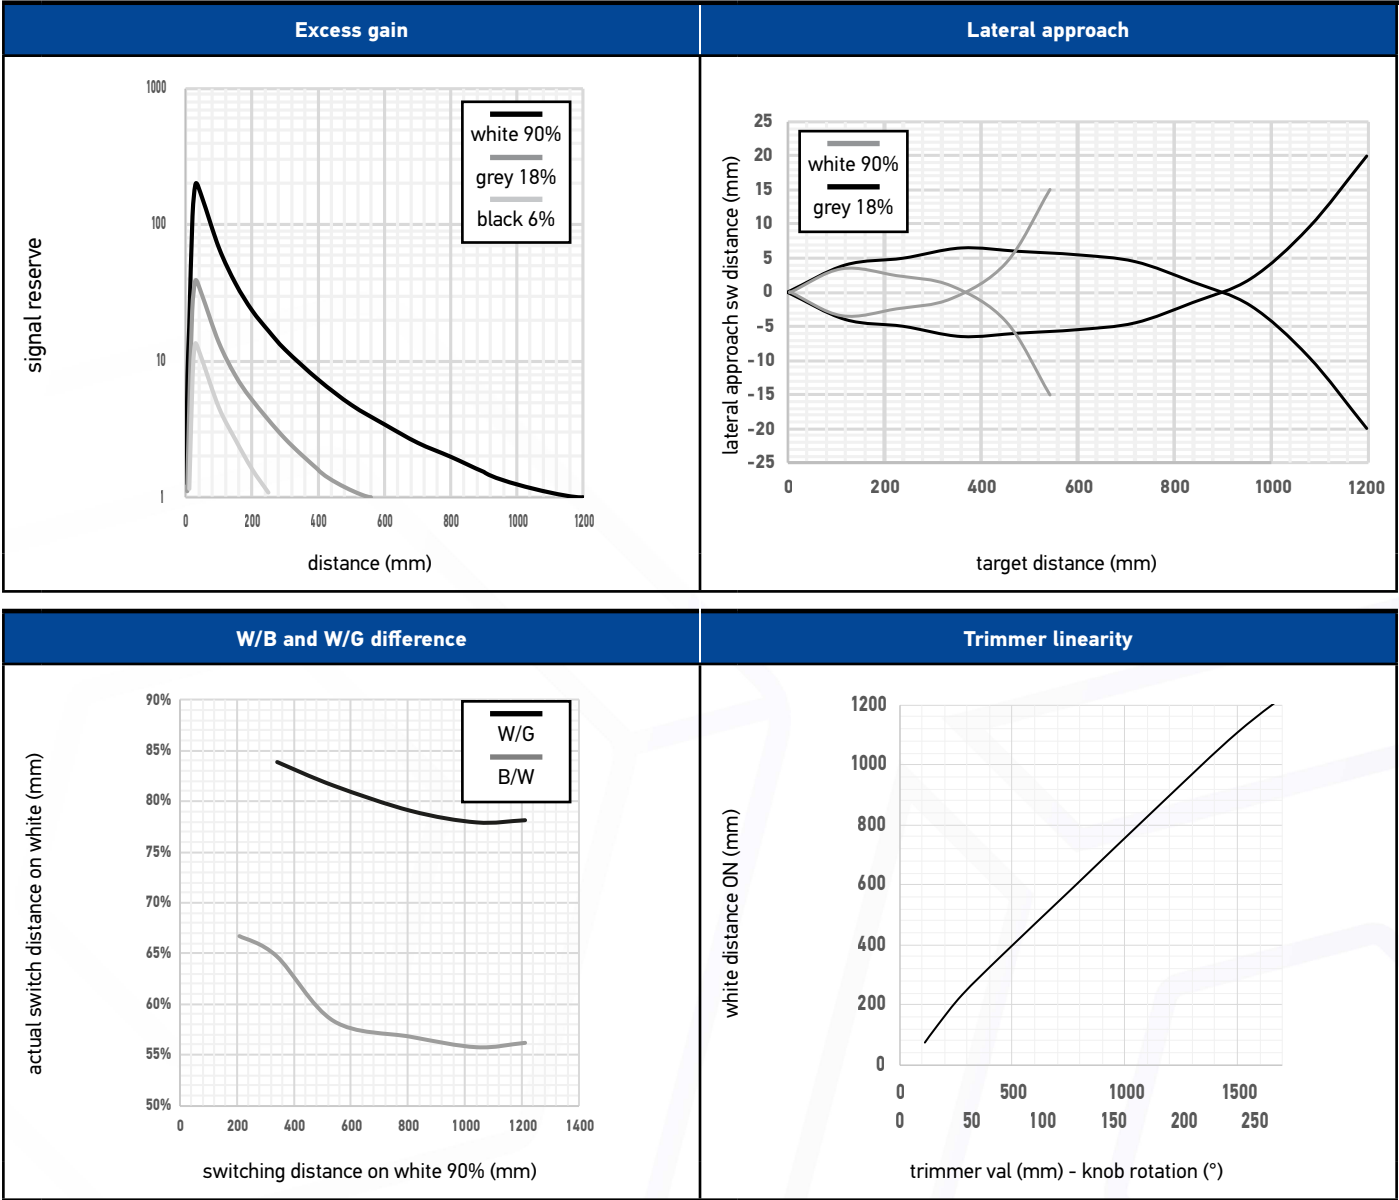 Excess gain
Lateral approach
signal reserve
1000
100
10
1
white 90%
grey 18%
black 6%
0 200 400 600 800 1000 1200
distance (mm)
lateral approach sw distance (mm)
25
20
15
10
5
0
-5
-10
-15
-20
-25
white 90%
grey 18%
0 200 400 600 800 1000 1200
target distance (mm)
W/B and W/G difference
Trimmer linearity
actual switch distance on white (mm)
90%
85%
80%
75%
70%
65%
60%
55%
50%
W/G
B/W
0 200 400 600 800 1000 1200 1400
switching distance on white 90% (mm)
white distance ON (mm)
1200
1000
800
600
400
200
0
0 500 1000 1500
0 50 100 150 200 250
trimmer val (mm) - knob rotation (°)